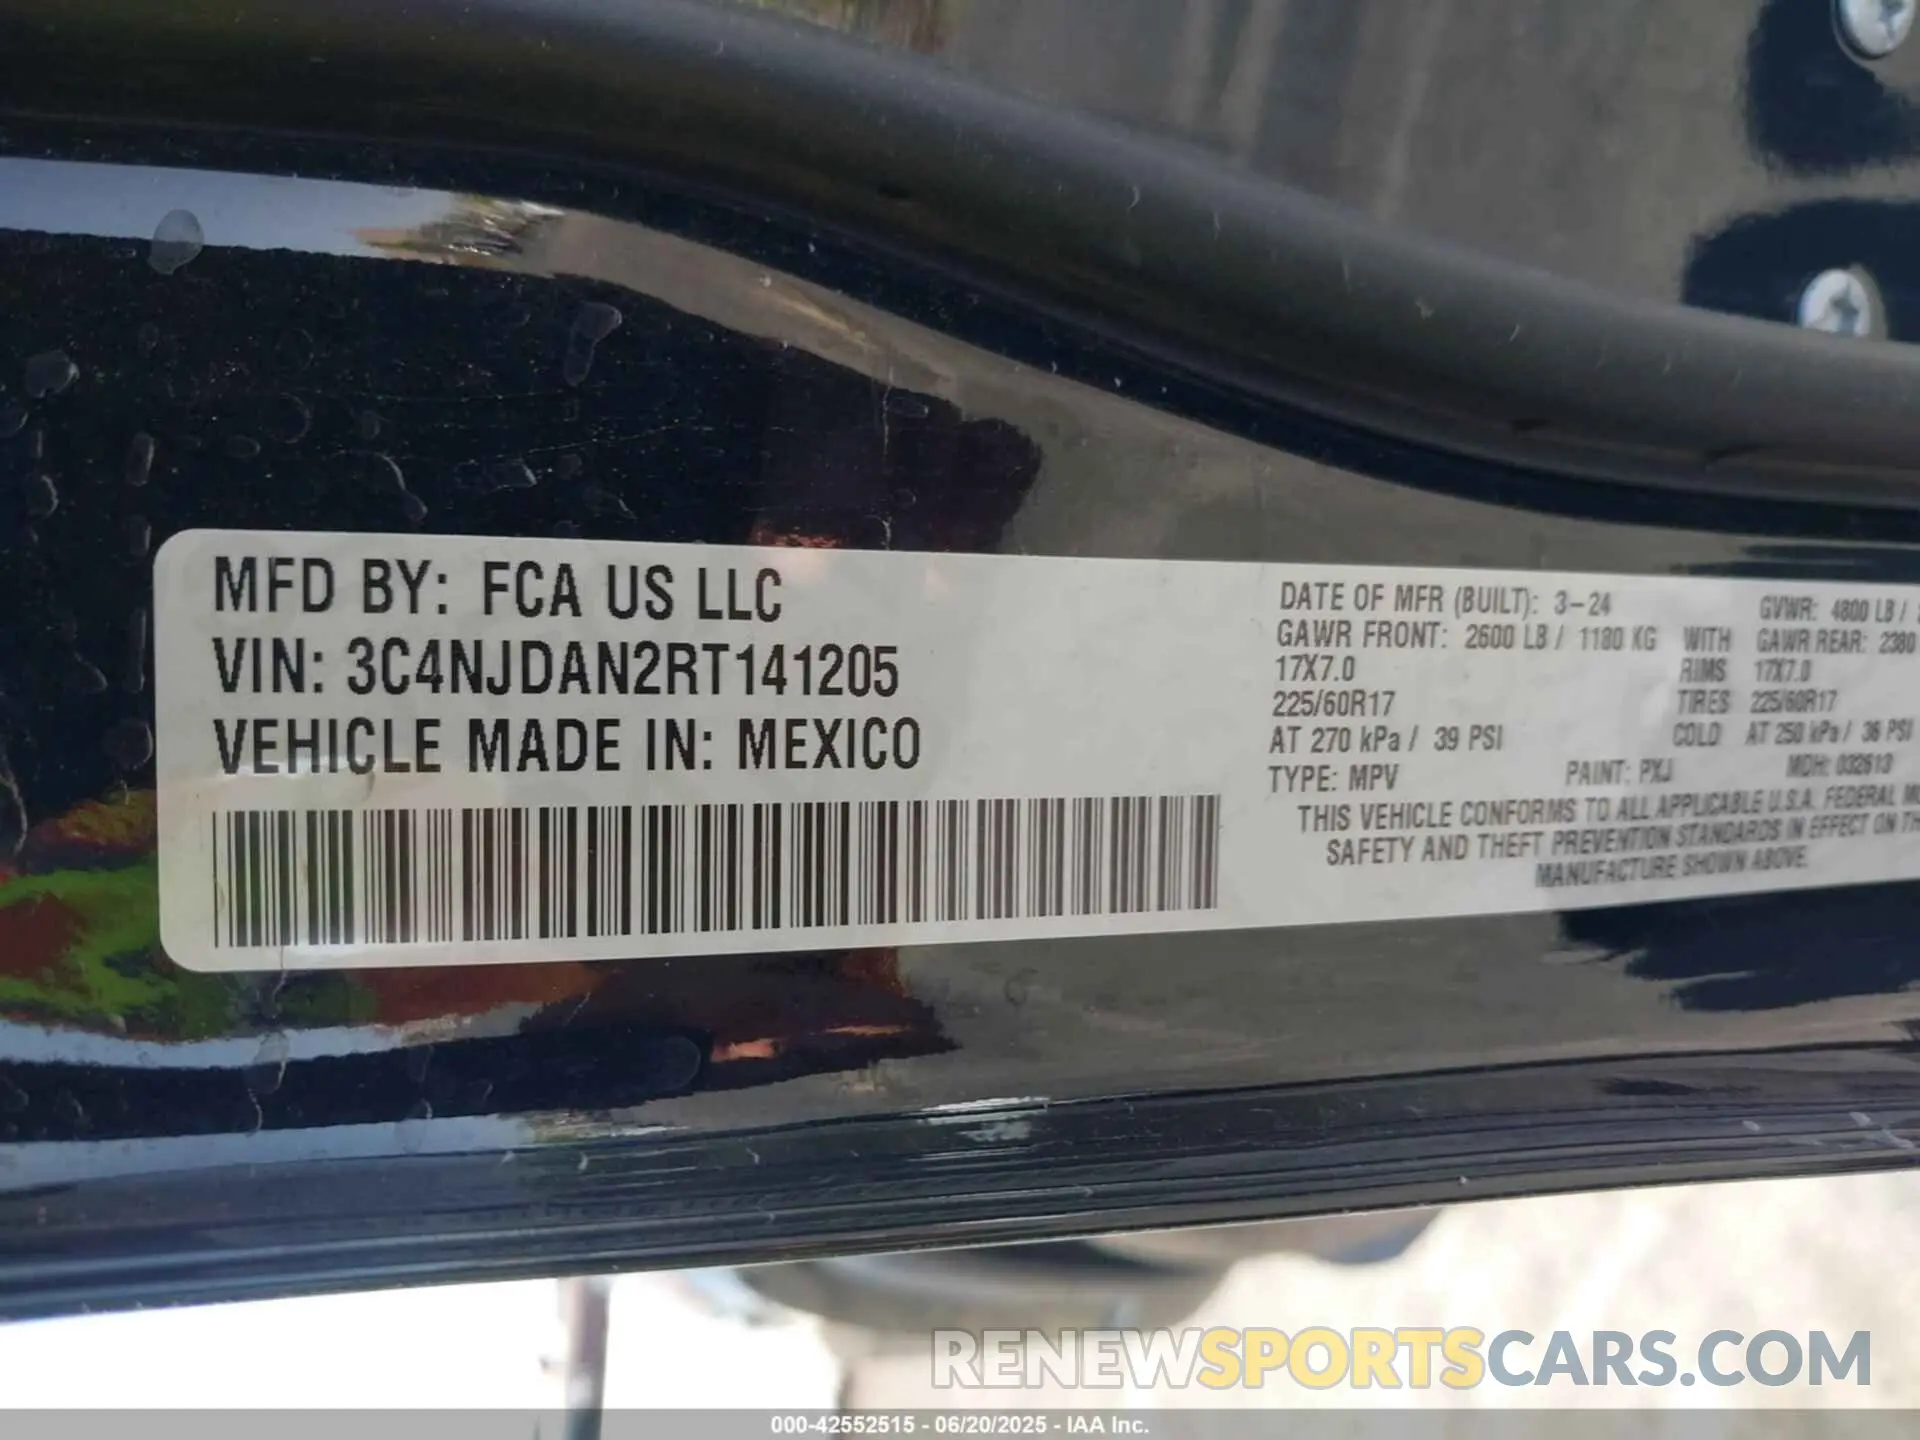 MFD BY: FCA US LLC
VIN: 3C4NJDAN2RT141205
VEHICLE MADE IN: MEXICO
DATE OF MFR (BUILT): 3-24 GVWR: 4800 LB /
GAWR FRONT: 2600 LB / 1180 KG WITH GAWR REAR: 2380
17X7.0 RIMS 17X7.0
225/60R17 TIRES 225/60R17
AT 270 kPa / 39 PSI COLD AT 250 kPa / 36 PSI
TYPE: MPV PAINT: PXJ MDH: 032613
THIS VEHICLE CONFORMS TO ALL APPLICABLE U.S.A. FEDERAL
SAFETY AND THEFT PREVENTION STANDARDS IN EFFECT ON
MANUFACTURE SHOWN ABOVE.
RENEWSPORTSCARS.COM
000-42552515 - 06/20/2025 - IAA Inc.